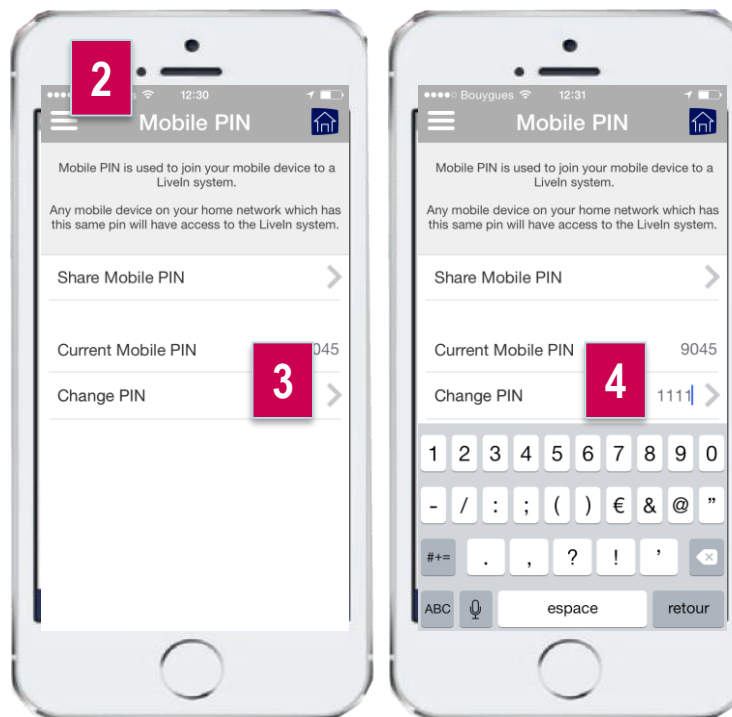 2
12:30
Mobile PIN
Mobile PIN is used to join your mobile device to a
LiveIn system.
Any mobile device on your home network which has
this same pin will have access to the LiveIn system.
Share Mobile PIN
Current Mobile PIN
045
Change PIN
3
Bouygues 12:31
Mobile PIN
Mobile PIN is used to join your mobile device to a
LiveIn system.
Any mobile device on your home network which has
this same pin will have access to the LiveIn system.
Share Mobile PIN
Current Mobile PIN 9045
Change PIN 1111
4
1 2 3 4 5 6 7 8 9 0
- / : ; ( ) € & @ "
#+= . , ? ! '
ABC espace retour